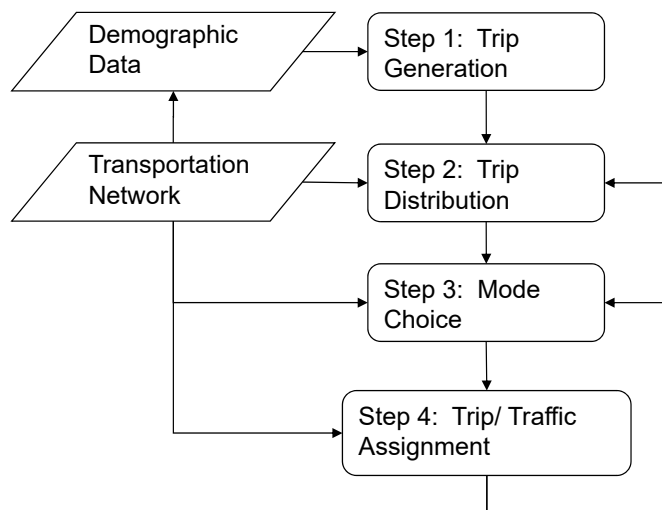 Demographic
Data
Step 1:  Trip
Generation
Transportation
Network
Step 2:  Trip
Distribution
Step 3:  Mode
Choice
Step 4:  Trip/ Traffic
Assignment